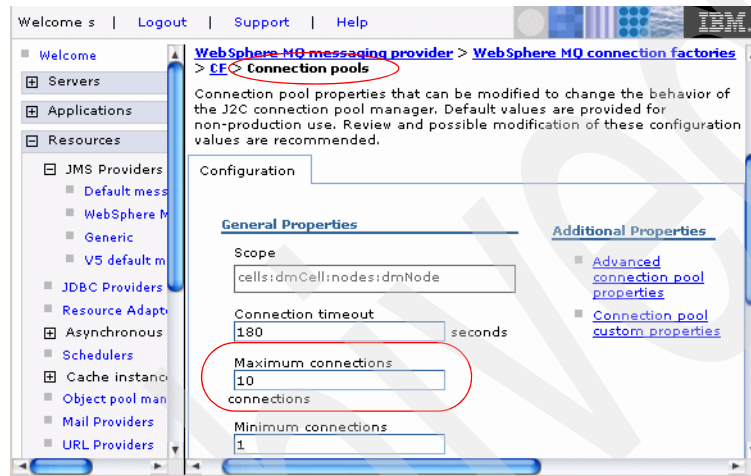 Welcome s | Logout | Support | Help
IBM.
Welcome
Servers
Applications
Resources
JMS Providers
Default mess
WebSphere M
Generic
V5 default m
JDBC Providers
Resource Adapte
Asynchronous
Schedulers
Cache instanc
Object pool man
Mail Providers
URL Providers
WebSphere MQ messaging provider > WebSphere MQ connection factories
> CF > Connection pools
Connection pool properties that can be modified to change the behavior of
the J2C connection pool manager. Default values are provided for
non-production use. Review and possible modification of these configuration
values are recommended.
Configuration
General Properties
Scope
cells:dmCell:nodes:dmNode
Connection timeout
180 seconds
Maximum connections
10
connections
Minimum connections
1
Additional Properties
Advanced
connection pool
properties
Connection pool
custom properties